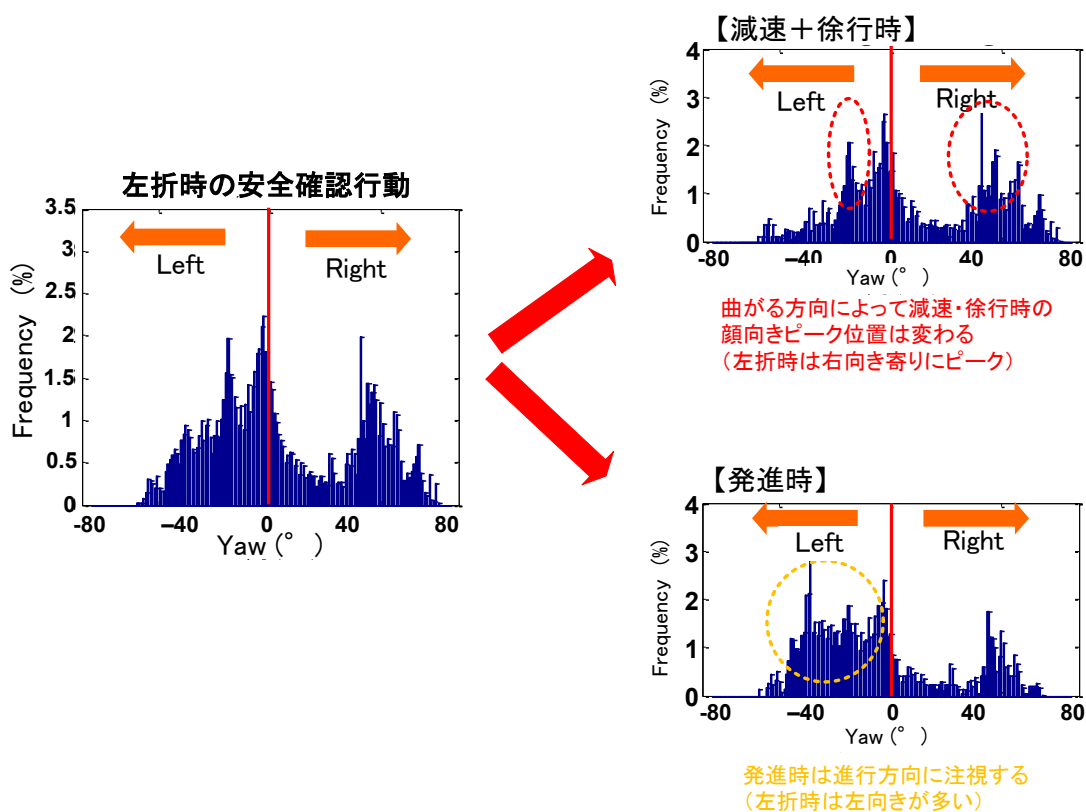 左折時の安全確認行動
3.5
3
2.5
2
1.5
1
0.5
0
Frequency (%)
Left
Right
-80
−40
0
40
80
Yaw(°)
【減速＋徐行時】
4
3
2
1
0
Frequency (%)
Left
Right
-80
−40
0
40
80
Yaw(°)
曲がる方向によって減速・徐行時の
顔向きピーク位置は変わる
（左折時は右向き寄りにピーク）
【発進時】
4
3
2
1
0
Frequency (%)
Left
Right
-80
−40
0
40
80
Yaw(°)
発進時は進行方向に注視する
（左折時は左向きが多い）